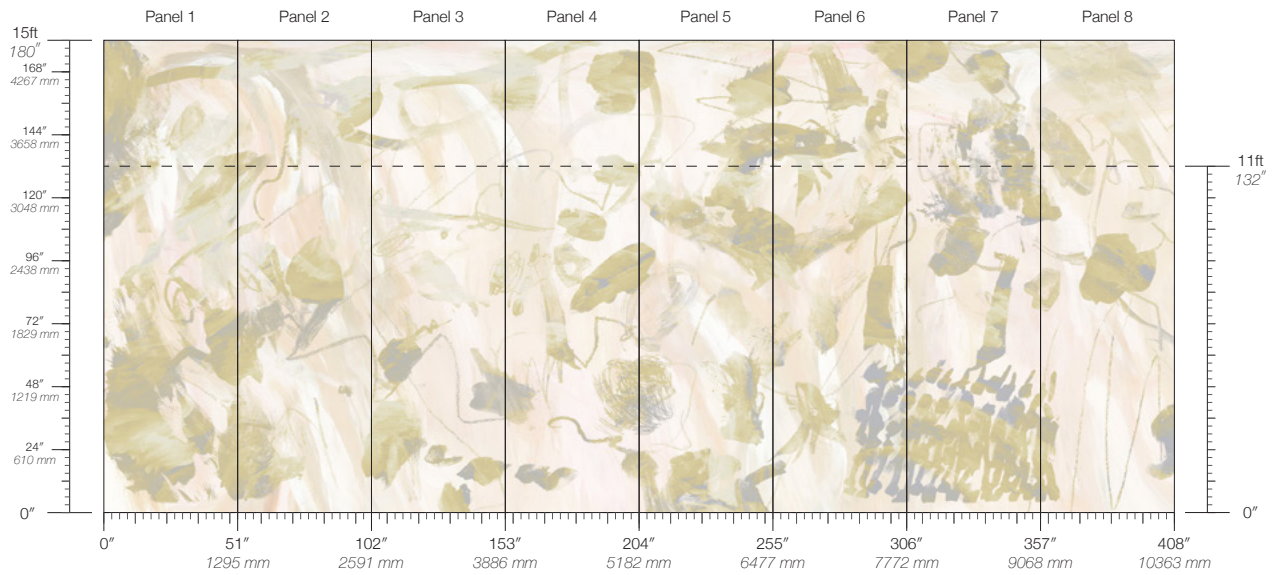 Panel 1 Panel 2 Panel 3 Panel 4 Panel 5 Panel 6 Panel 7 Panel 8
15ft
180″
168″
4267 mm
144″
3658 mm
11ft
132″
120″
3048 mm
96″
2438 mm
72″
1829 mm
48″
1219 mm
24″
610 mm
0″ 0″
0″ 51″ 102″ 153″ 204″ 255″ 306″ 357″ 408″
1295 mm 2591 mm 3886 mm 5182 mm 6477 mm 7772 mm 9068 mm 10363 mm